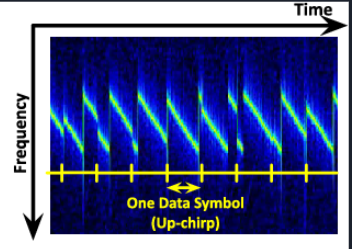 Time
Frequency
One Data Symbol
(Up-chirp)